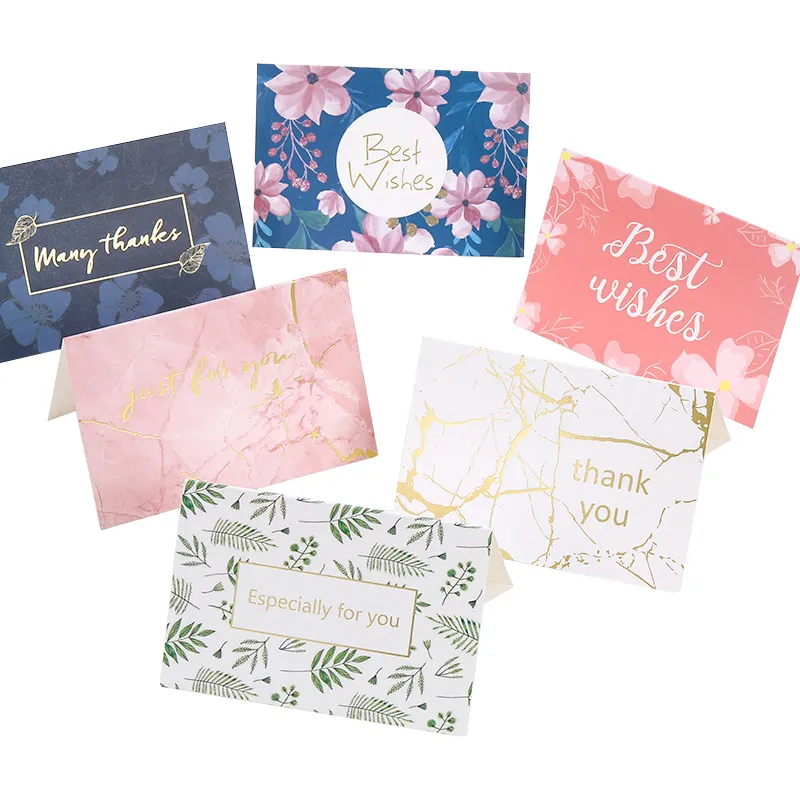 Best
Wishes
Many thanks
Best
wishes
just for you
thank
you
Especially for you